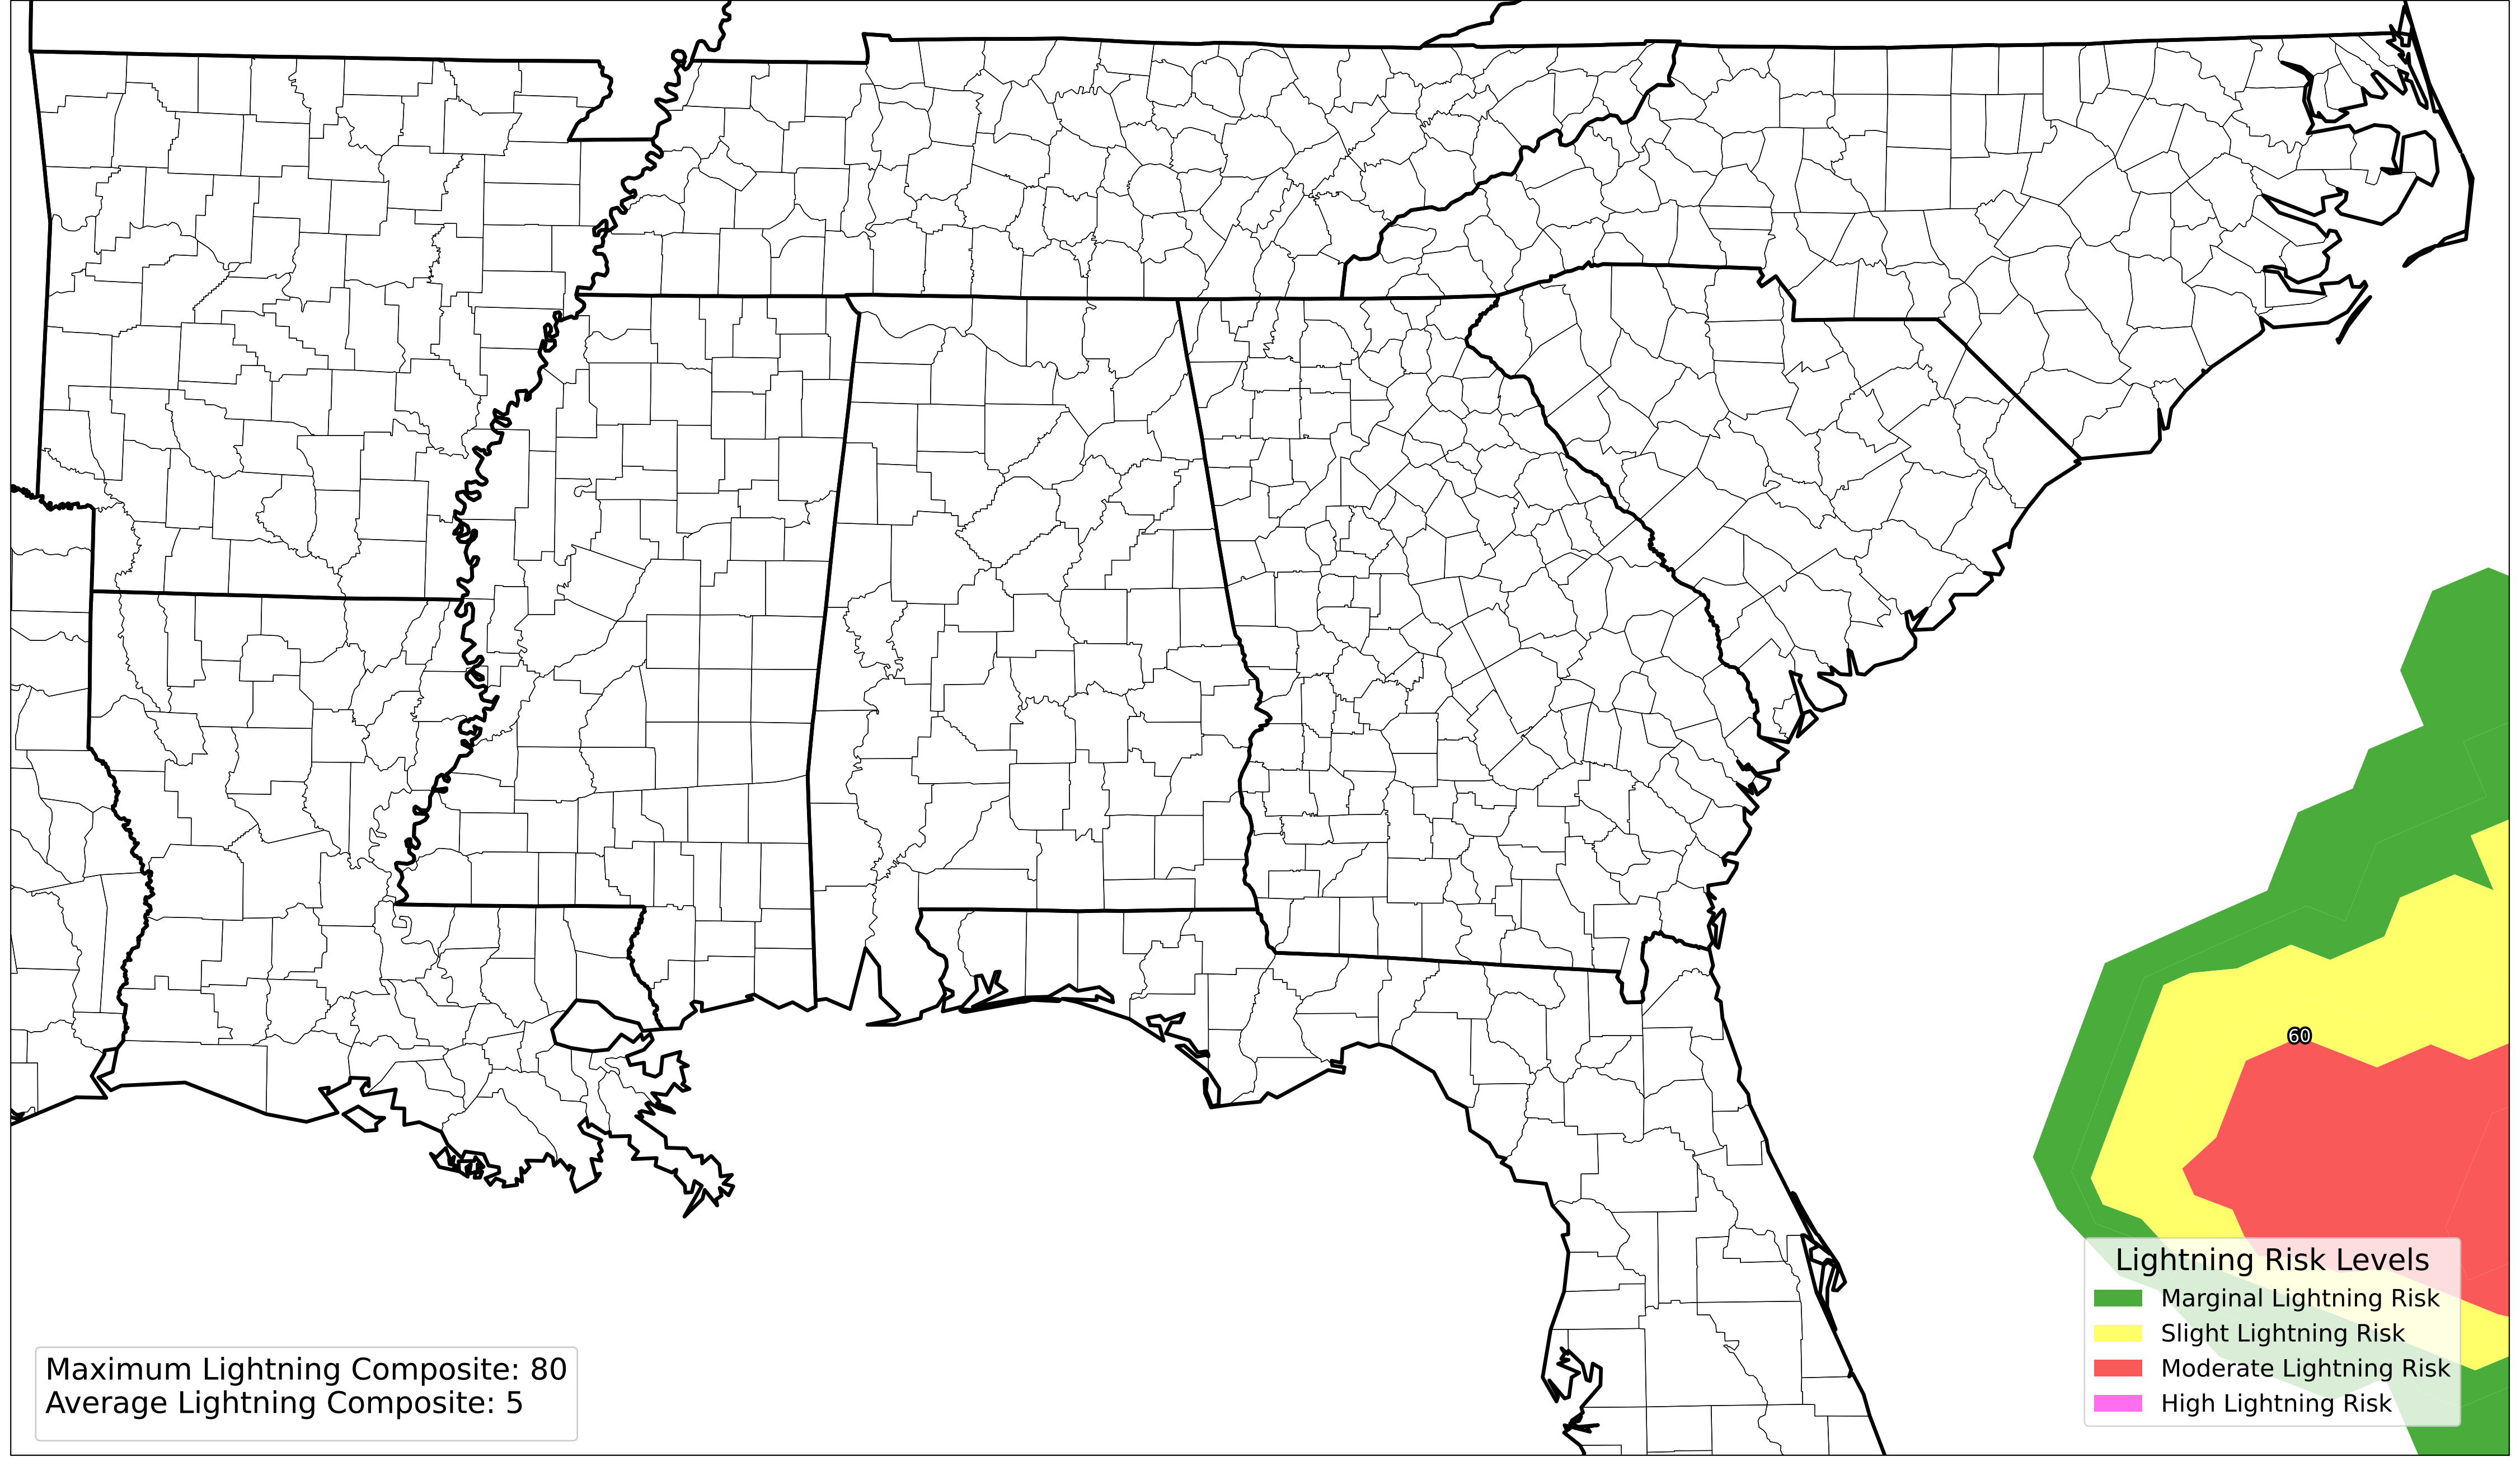 60
Maximum Lightning Composite: 80
Average Lightning Composite: 5
Lightning Risk Levels
Marginal Lightning Risk
Slight Lightning Risk
Moderate Lightning Risk
High Lightning Risk